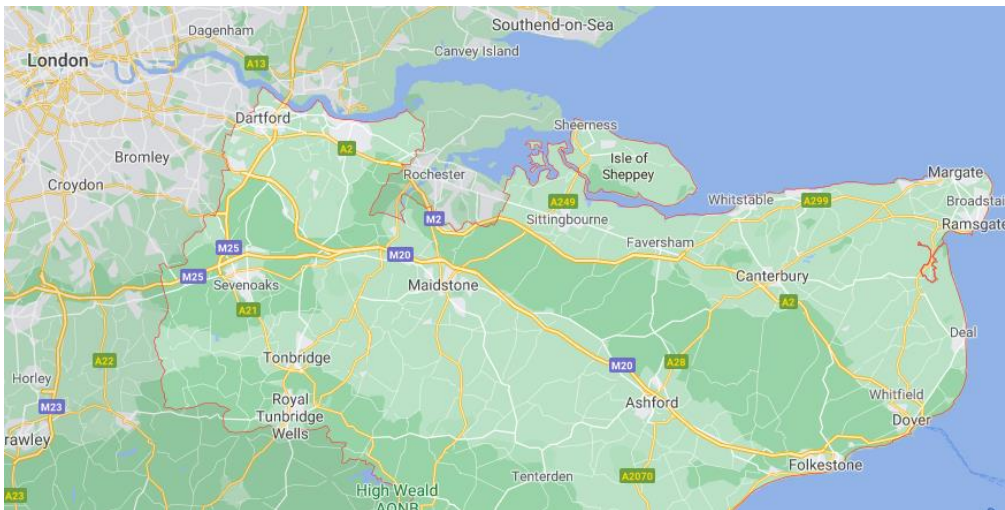 Southend-on-Sea
Dagenham
London
A13
Canvey Island
Dartford
Sheerness
A2
Bromley
Rochester
Isle of
Sheppey
Margate
Croydon
A249
Whitstable
A299
Broadstai
M2
Sittingbourne
Ramsgate
M25
M20
Faversham
M25
Sevenoaks
Maidstone
Canterbury
A21
A2
Deal
Tonbridge
A22
M20
A28
Horley
Whitfield
M23
Royal
Tunbridge
Wells
Ashford
Dover
rawley
Folkestone
Tenterden
A2070
High Weald
AONB
A23